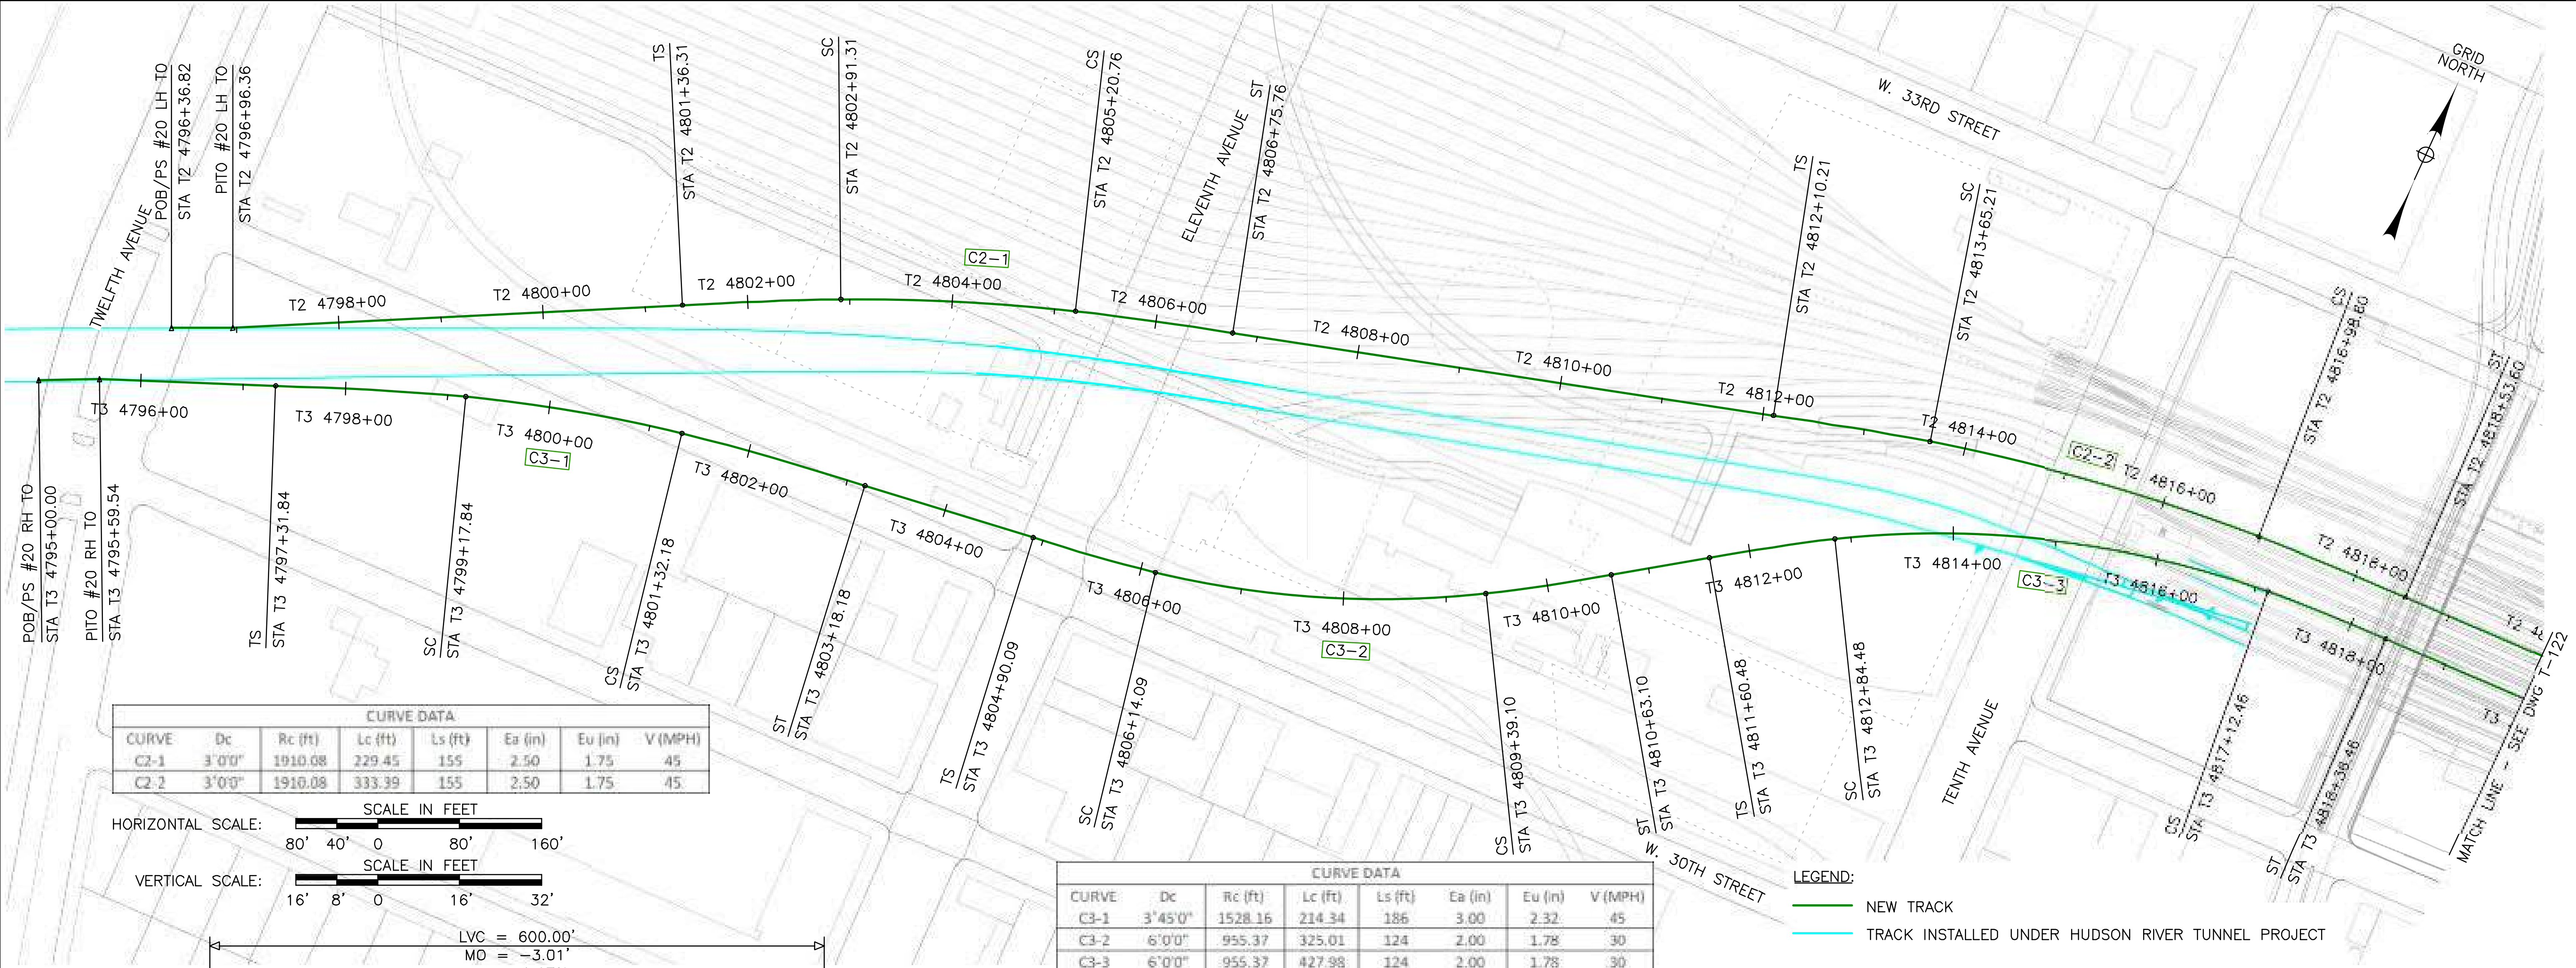 POB/PS #20 LH TO
STA T2 4796+36.82
PITO #20 LH TO
STA T2 4796+96.36
TS
STA T2 4801+36.31
SC
STA T2 4802+91.31
CS
STA T2 4805+20.76
ST
STA T2 4806+75.76
TS
STA T2 4812+10.21
SC
STA T2 4813+65.21
CS
STA T2 4816+98.60
ST
STA T2 4818+53.60
GRID
NORTH
TWELFTH AVENUE
ELEVENTH AVENUE
W. 33RD STREET
T2 4798+00
T2 4800+00
T2 4802+00
T2 4804+00
C2-1
T2 4806+00
T2 4808+00
T2 4810+00
T2 4812+00
T2 4814+00
C2-2
T2 4816+00
T2 4818+00
T3 4796+00
T3 4798+00
T3 4800+00
C3-1
T3 4802+00
T3 4804+00
T3 4806+00
T3 4808+00
C3-2
T3 4810+00
T3 4812+00
T3 4814+00
C3-3
T3 4816+00
T3 4818+00
POB/PS #20 RH TO
STA T3 4795+00.00
PITO #20 RH TO
STA T3 4795+59.54
TS
STA T3 4797+31.84
SC
STA T3 4799+17.84
CS
STA T3 4801+32.18
ST
STA T3 4803+18.18
TS
STA T3 4804+90.09
SC
STA T3 4806+14.09
CS
STA T3 4809+39.10
ST
STA T3 4810+63.10
TS
STA T3 4811+60.48
SC
STA T3 4812+84.48
CS
STA T3 4817+12.46
ST
STA T3 4818+36.46
TENTH AVENUE
W. 30TH STREET
MATCH LINE - SEE DWG T-122
CURVE DATA
CURVE Dc Rc (ft) Lc (ft) Ls (ft) Ea (in) Eu (in) V (MPH)
C2-1 3°0'0" 1910.08 229.45 155 2.50 1.75 45
C2-2 3°0'0" 1910.08 333.39 155 2.50 1.75 45
SCALE IN FEET
HORIZONTAL SCALE:
80' 40' 0 80' 160'
SCALE IN FEET
VERTICAL SCALE:
16' 8' 0 16' 32'
LVC = 600.00'
MO = -3.01'
CURVE DATA
CURVE Dc Rc (ft) Lc (ft) Ls (ft) Ea (in) Eu (in) V (MPH)
C3-1 3°45'0" 1528.16 214.34 186 3.00 2.32 45
C3-2 6°0'0" 955.37 325.01 124 2.00 1.78 30
C3-3 6°0'0" 955.37 427.98 124 2.00 1.78 30
LEGEND:
NEW TRACK
TRACK INSTALLED UNDER HUDSON RIVER TUNNEL PROJECT